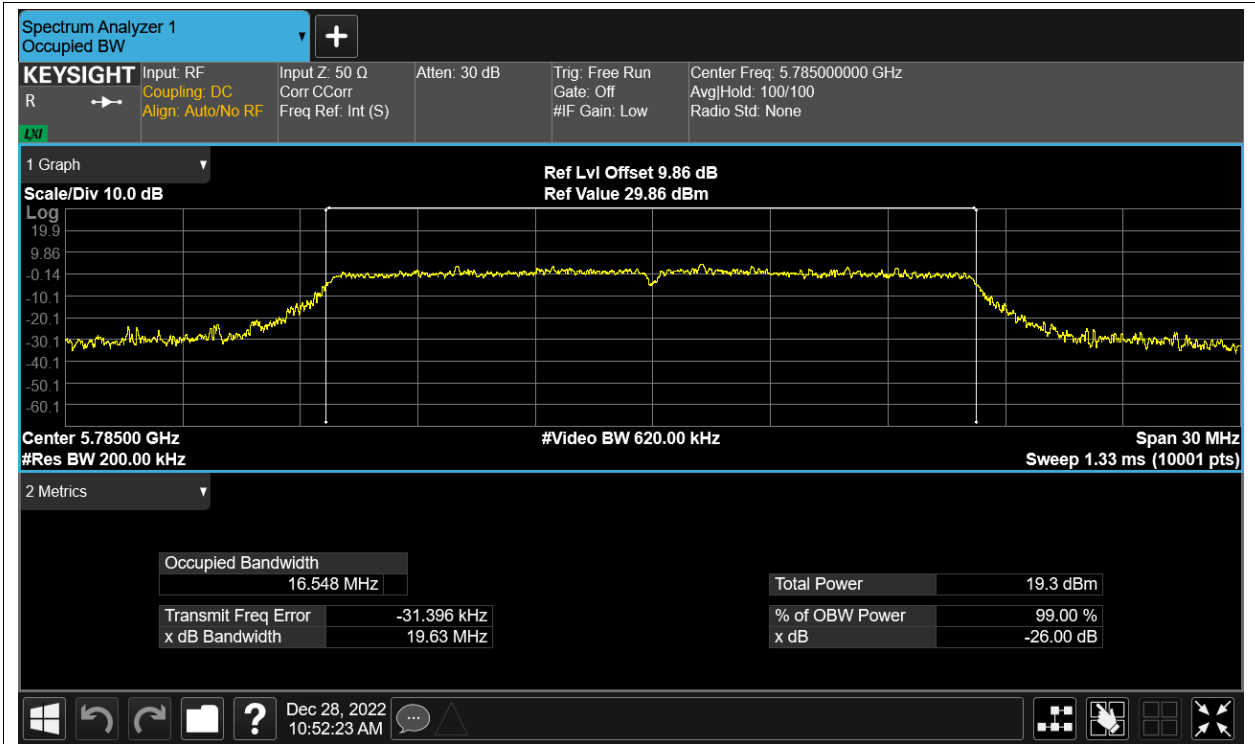 Spectrum Analyzer 1
Occupied BW
KEYSIGHT
R
LXI
Input: RF
Coupling: DC
Align: Auto/No RF
Input Z: 50 Ω
Corr CCorr
Freq Ref: Int (S)
Atten: 30 dB
Trig: Free Run
Gate: Off
#IF Gain: Low
Center Freq: 5.785000000 GHz
Avg|Hold: 100/100
Radio Std: None
1 Graph
Scale/Div 10.0 dB
Ref Lvl Offset 9.86 dB
Ref Value 29.86 dBm
Log
19.9
9.86
-0.14
-10.1
-20.1
-30.1
-40.1
-50.1
-60.1
Center 5.78500 GHz
#Res BW 200.00 kHz
#Video BW 620.00 kHz
Span 30 MHz
Sweep 1.33 ms (10001 pts)
2 Metrics
Occupied Bandwidth
16.548 MHz
Transmit Freq Error -31.396 kHz
x dB Bandwidth 19.63 MHz
Total Power 19.3 dBm
% of OBW Power 99.00 %
x dB -26.00 dB
?
Dec 28, 2022
10:52:23 AM